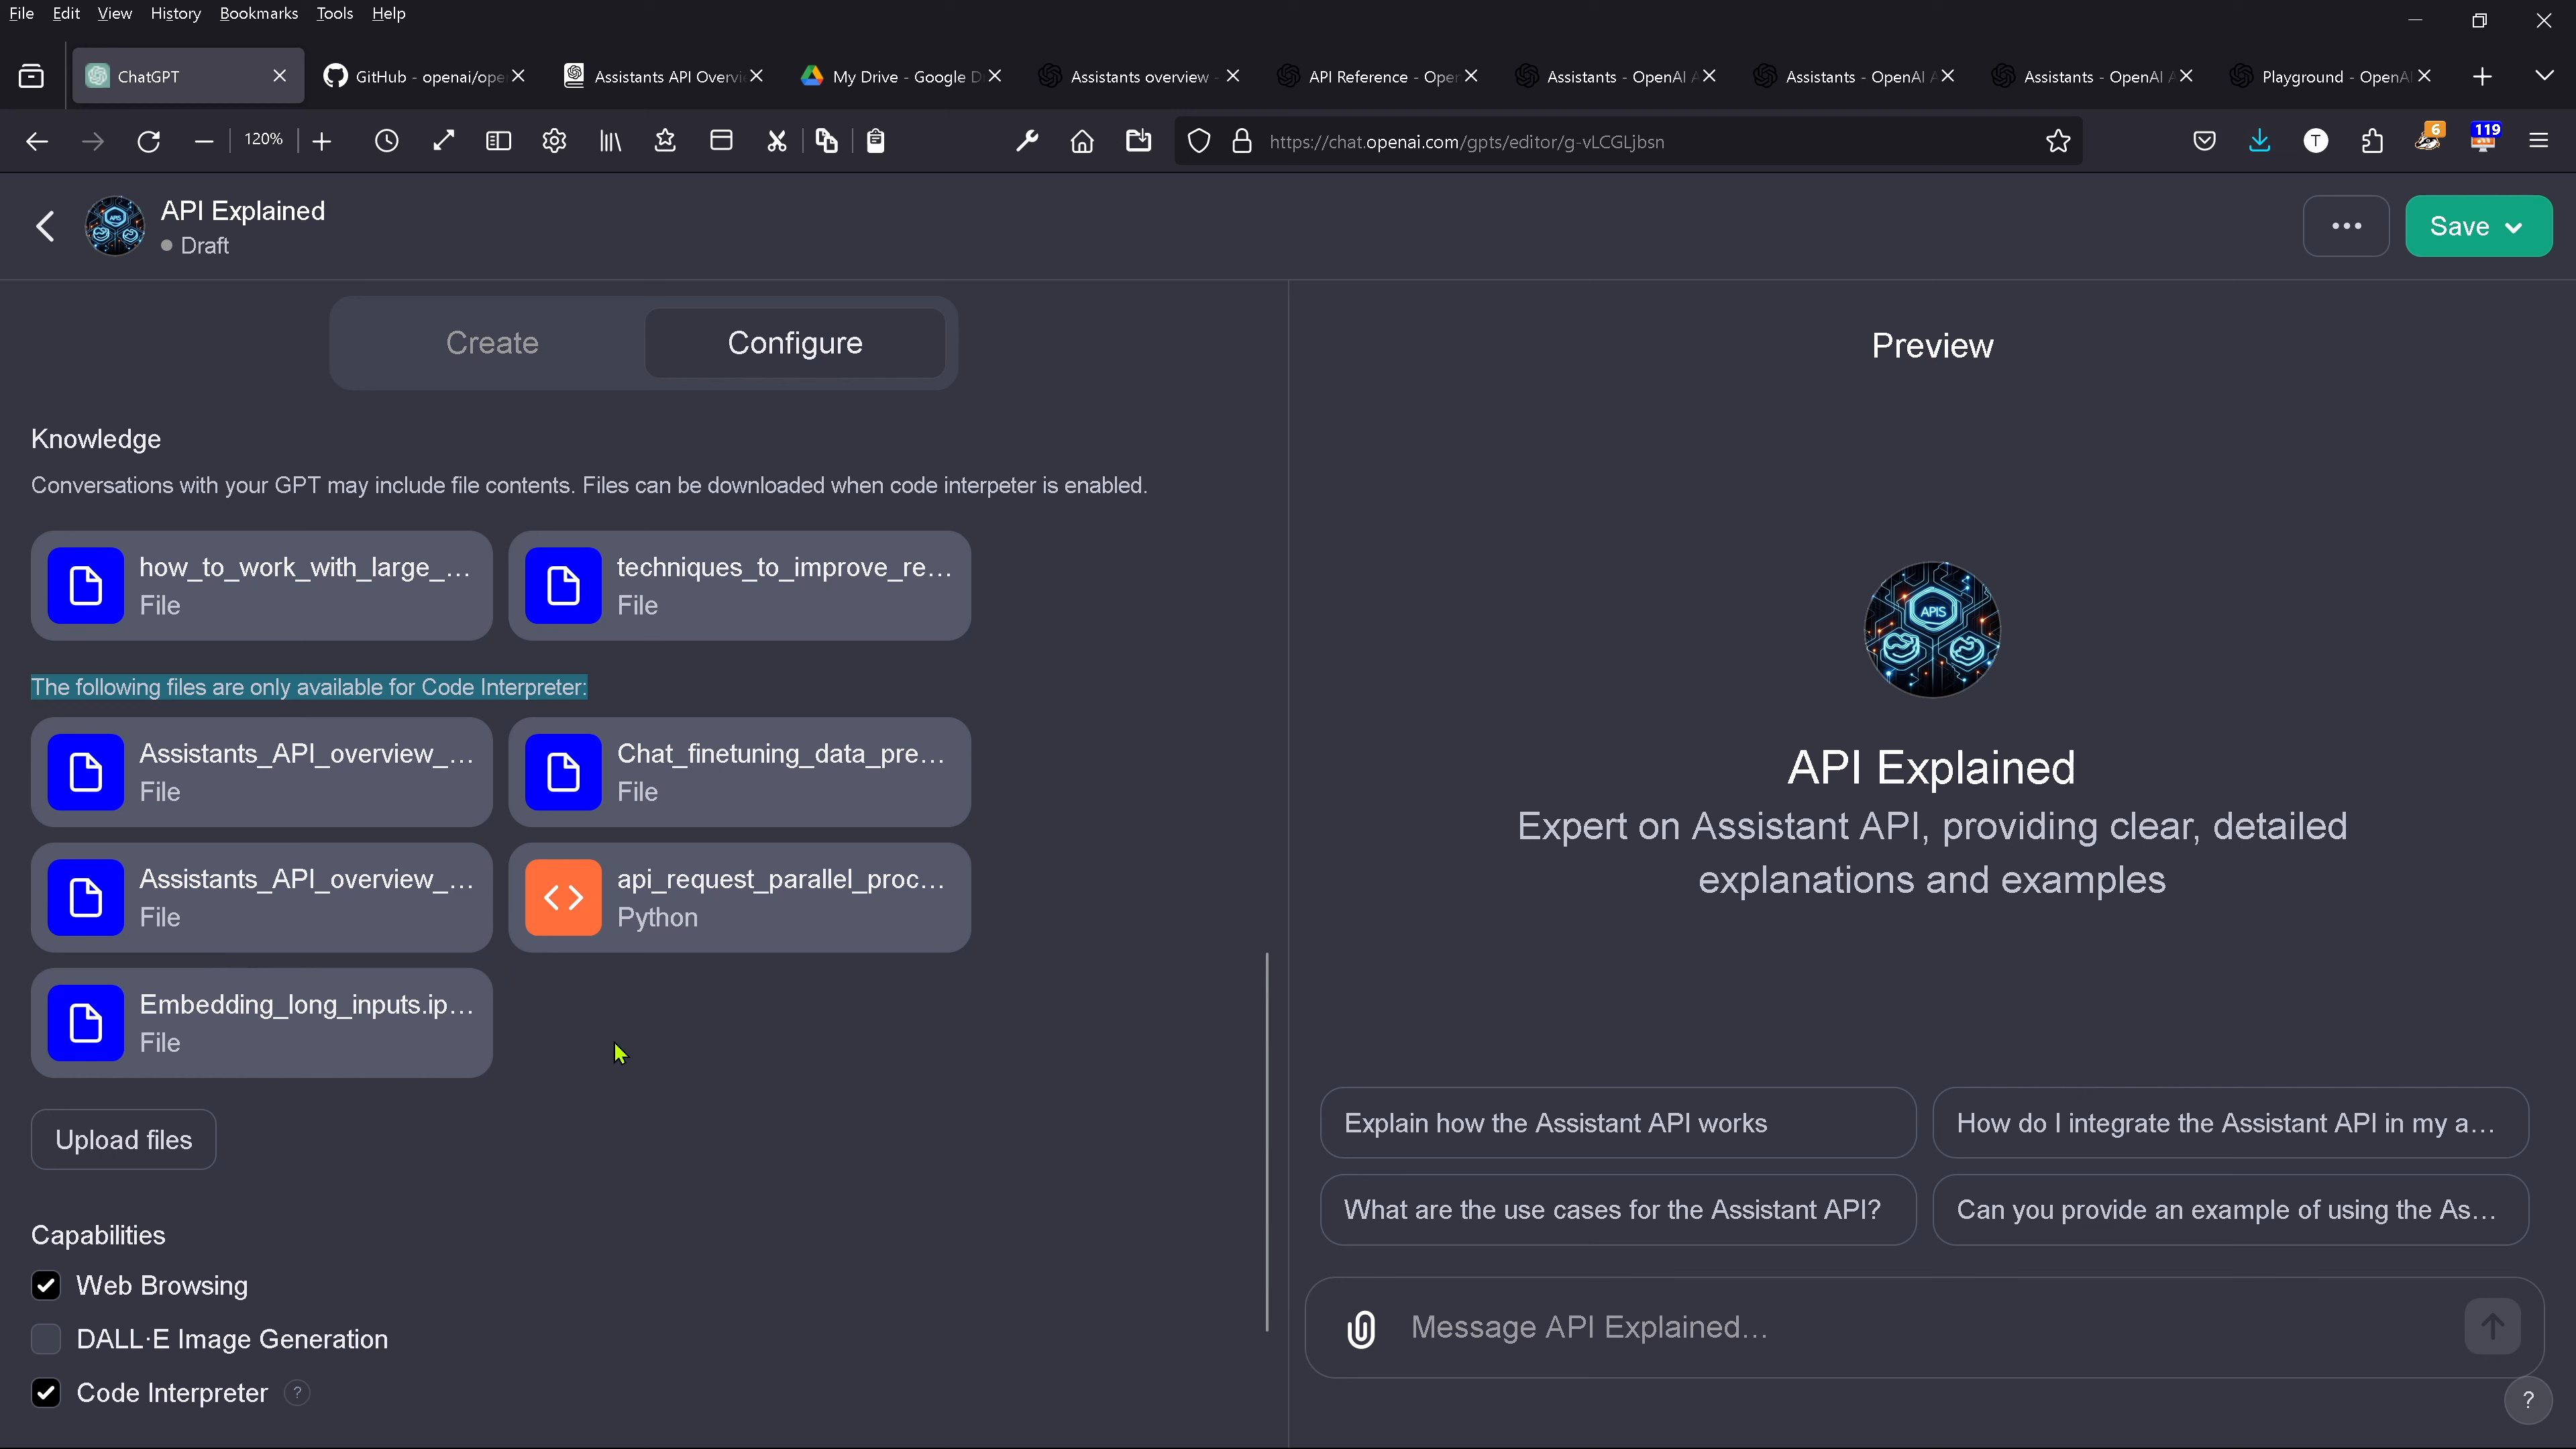 File Edit View History Bookmarks Tools Help
ChatGPT
GitHub - openai/ope
Assistants API Overvi
My Drive - Google D
Assistants overview -
API Reference - Ope
Assistants - OpenAI A
Assistants - OpenAI A
Assistants - OpenAI A
Playground - OpenA
120%
https://chat.openai.com/gpts/editor/g-vLCGLjbsn
T
6
119
API Explained
Draft
Save
Create
Configure
Preview
Knowledge
Conversations with your GPT may include file contents. Files can be downloaded when code interpeter is enabled.
how_to_work_with_large_...
File
techniques_to_improve_re...
File
The following files are only available for Code Interpreter:
Assistants_API_overview_...
File
Chat_finetuning_data_pre...
File
Assistants_API_overview_...
File
api_request_parallel_proc...
Python
Embedding_long_inputs.ip...
File
Upload files
Capabilities
Web Browsing
DALL·E Image Generation
Code Interpreter ?
APIS
API Explained
Expert on Assistant API, providing clear, detailed
explanations and examples
Explain how the Assistant API works
How do I integrate the Assistant API in my a...
What are the use cases for the Assistant API?
Can you provide an example of using the As...
Message API Explained...
?